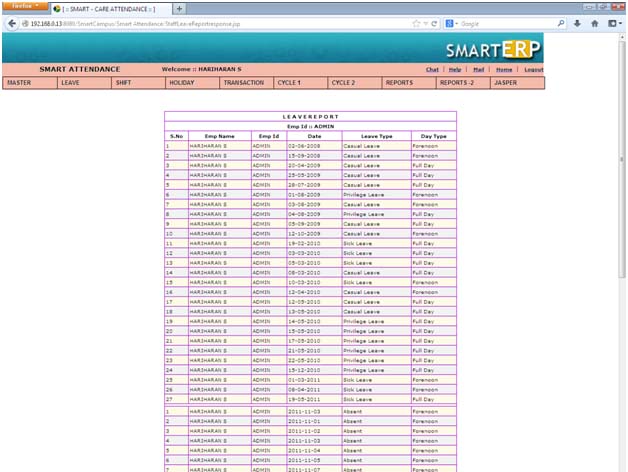 Firefox
[ :: SMART - CARE ATTENDANCE :: ]
192.168.0.13:8080/SmartCampus/Smart Attendance/StaffLeaveReportresponse.jsp
Google
SMARTERP
SMART ATTENDANCE Welcome :: HARIHARAN S Chat | Help | Mail | Home | Logout
MASTER LEAVE SHIFT HOLIDAY TRANSACTION CYCLE 1 CYCLE 2 REPORTS REPORTS -2 JASPER
L E A V E R E P O R T
Emp Id :: ADMIN
S.No Emp Name Emp Id Date Leave Type Day Type
1 HARIHARAN S ADMIN 02-06-2008 Casual Leave Forenoon
2 HARIHARAN S ADMIN 15-09-2008 Casual Leave Forenoon
3 HARIHARAN S ADMIN 20-04-2009 Casual Leave Full Day
4 HARIHARAN S ADMIN 25-05-2009 Casual Leave Full Day
5 HARIHARAN S ADMIN 28-07-2009 Casual Leave Full Day
6 HARIHARAN S ADMIN 01-08-2009 Privilege Leave Forenoon
7 HARIHARAN S ADMIN 03-08-2009 Casual Leave Forenoon
8 HARIHARAN S ADMIN 04-08-2009 Privilege Leave Full Day
9 HARIHARAN S ADMIN 05-09-2009 Casual Leave Full Day
10 HARIHARAN S ADMIN 12-10-2009 Casual Leave Forenoon
11 HARIHARAN S ADMIN 19-02-2010 Sick Leave Full Day
12 HARIHARAN S ADMIN 03-03-2010 Sick Leave Full Day
13 HARIHARAN S ADMIN 05-03-2010 Sick Leave Full Day
14 HARIHARAN S ADMIN 08-03-2010 Casual Leave Full Day
15 HARIHARAN S ADMIN 10-03-2010 Sick Leave Forenoon
16 HARIHARAN S ADMIN 12-04-2010 Casual Leave Forenoon
17 HARIHARAN S ADMIN 12-05-2010 Casual Leave Full Day
18 HARIHARAN S ADMIN 13-05-2010 Casual Leave Full Day
19 HARIHARAN S ADMIN 14-05-2010 Privilege Leave Full Day
20 HARIHARAN S ADMIN 15-05-2010 Privilege Leave Full Day
21 HARIHARAN S ADMIN 17-05-2010 Privilege Leave Full Day
22 HARIHARAN S ADMIN 21-05-2010 Privilege Leave Full Day
23 HARIHARAN S ADMIN 22-05-2010 Privilege Leave Full Day
24 HARIHARAN S ADMIN 15-12-2010 Privilege Leave Full Day
25 HARIHARAN S ADMIN 01-03-2011 Sick Leave Forenoon
26 HARIHARAN S ADMIN 08-04-2011 Sick Leave Full Day
27 HARIHARAN S ADMIN 19-05-2011 Sick Leave Full Day
1 HARIHARAN S ADMIN 2011-11-03 Absent Forenoon
2 HARIHARAN S ADMIN 2011-11-01 Absent Forenoon
3 HARIHARAN S ADMIN 2011-11-02 Absent Forenoon
4 HARIHARAN S ADMIN 2011-11-03 Absent Forenoon
5 HARIHARAN S ADMIN 2011-11-04 Absent Forenoon
6 HARIHARAN S ADMIN 2011-11-05 Absent Forenoon
7 HARIHARAN S ADMIN 2011-11-07 Absent Forenoon